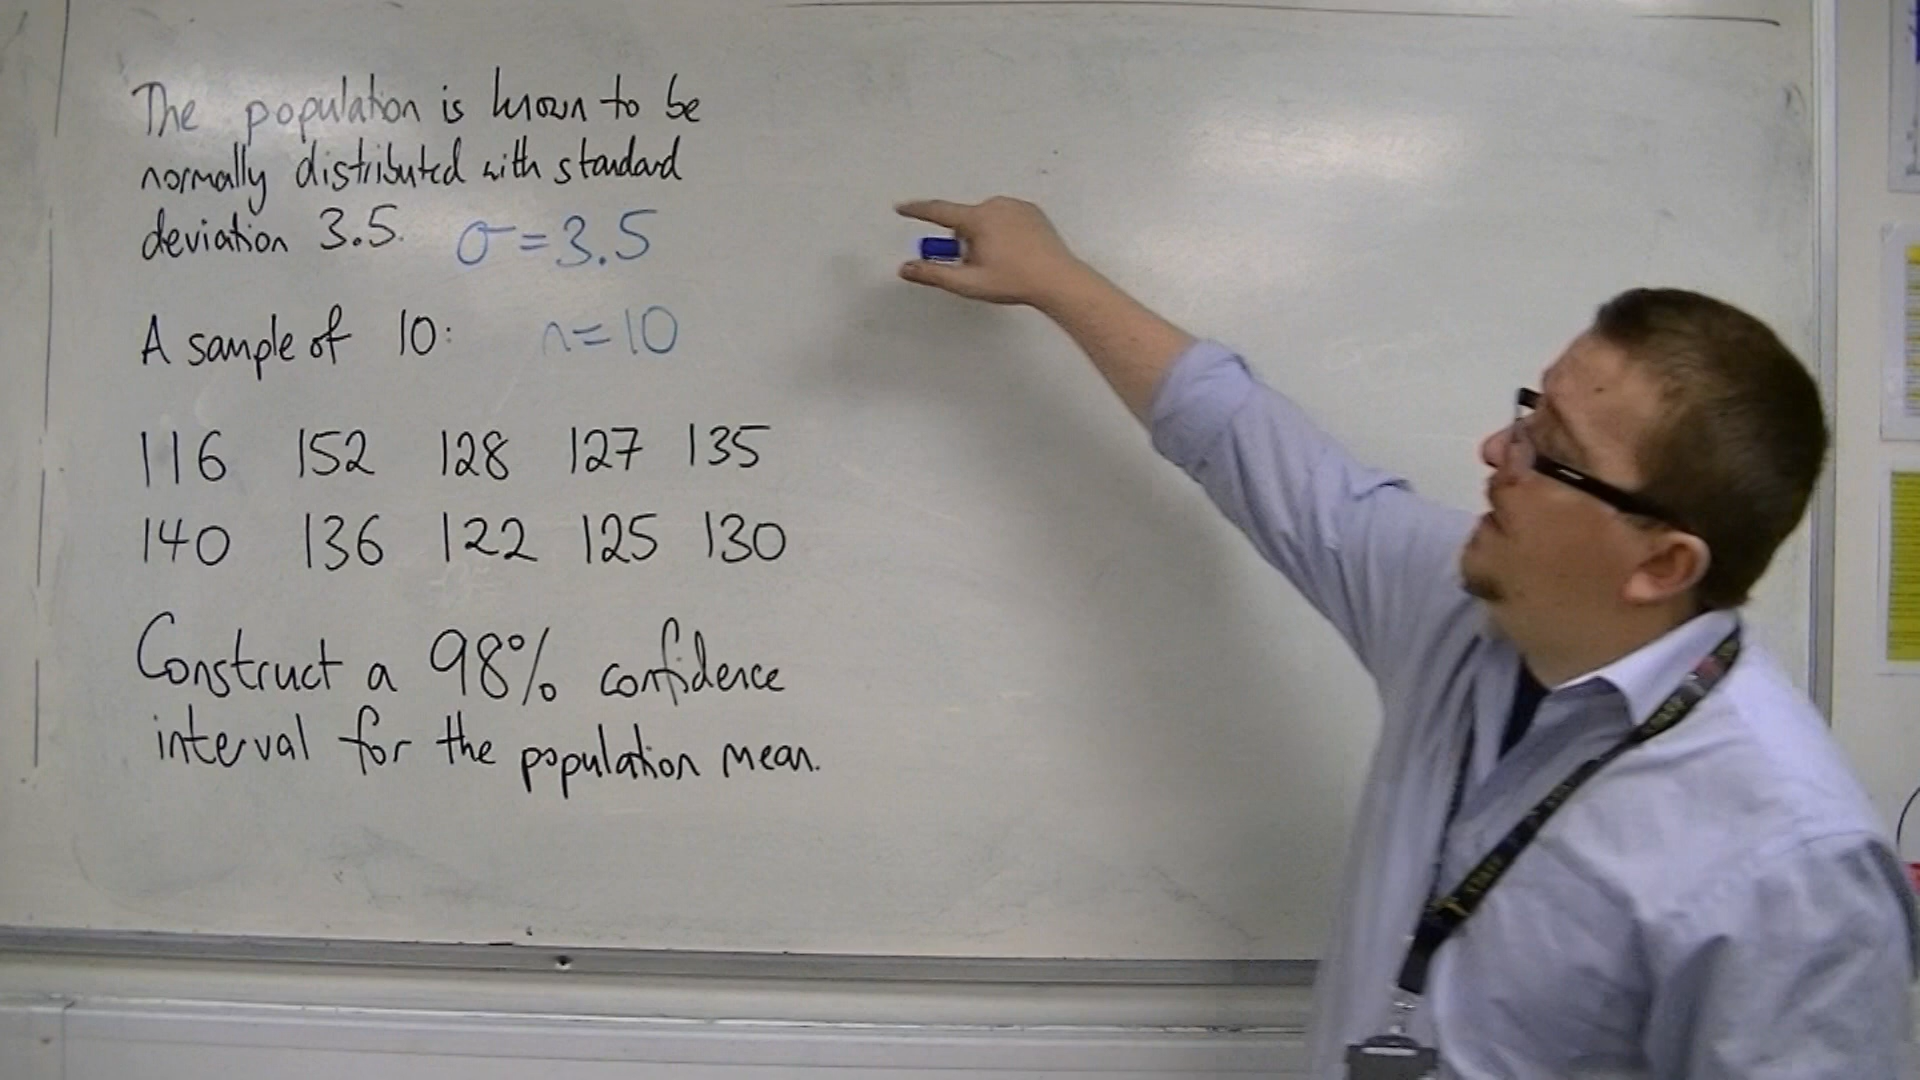 The population is known to be
normally distributed with standard
deviation 3.5. σ = 3.5
A sample of 10: n = 10
116 152 128 127 135
140 136 122 125 130
Construct a 98% confidence
interval for the population mean.